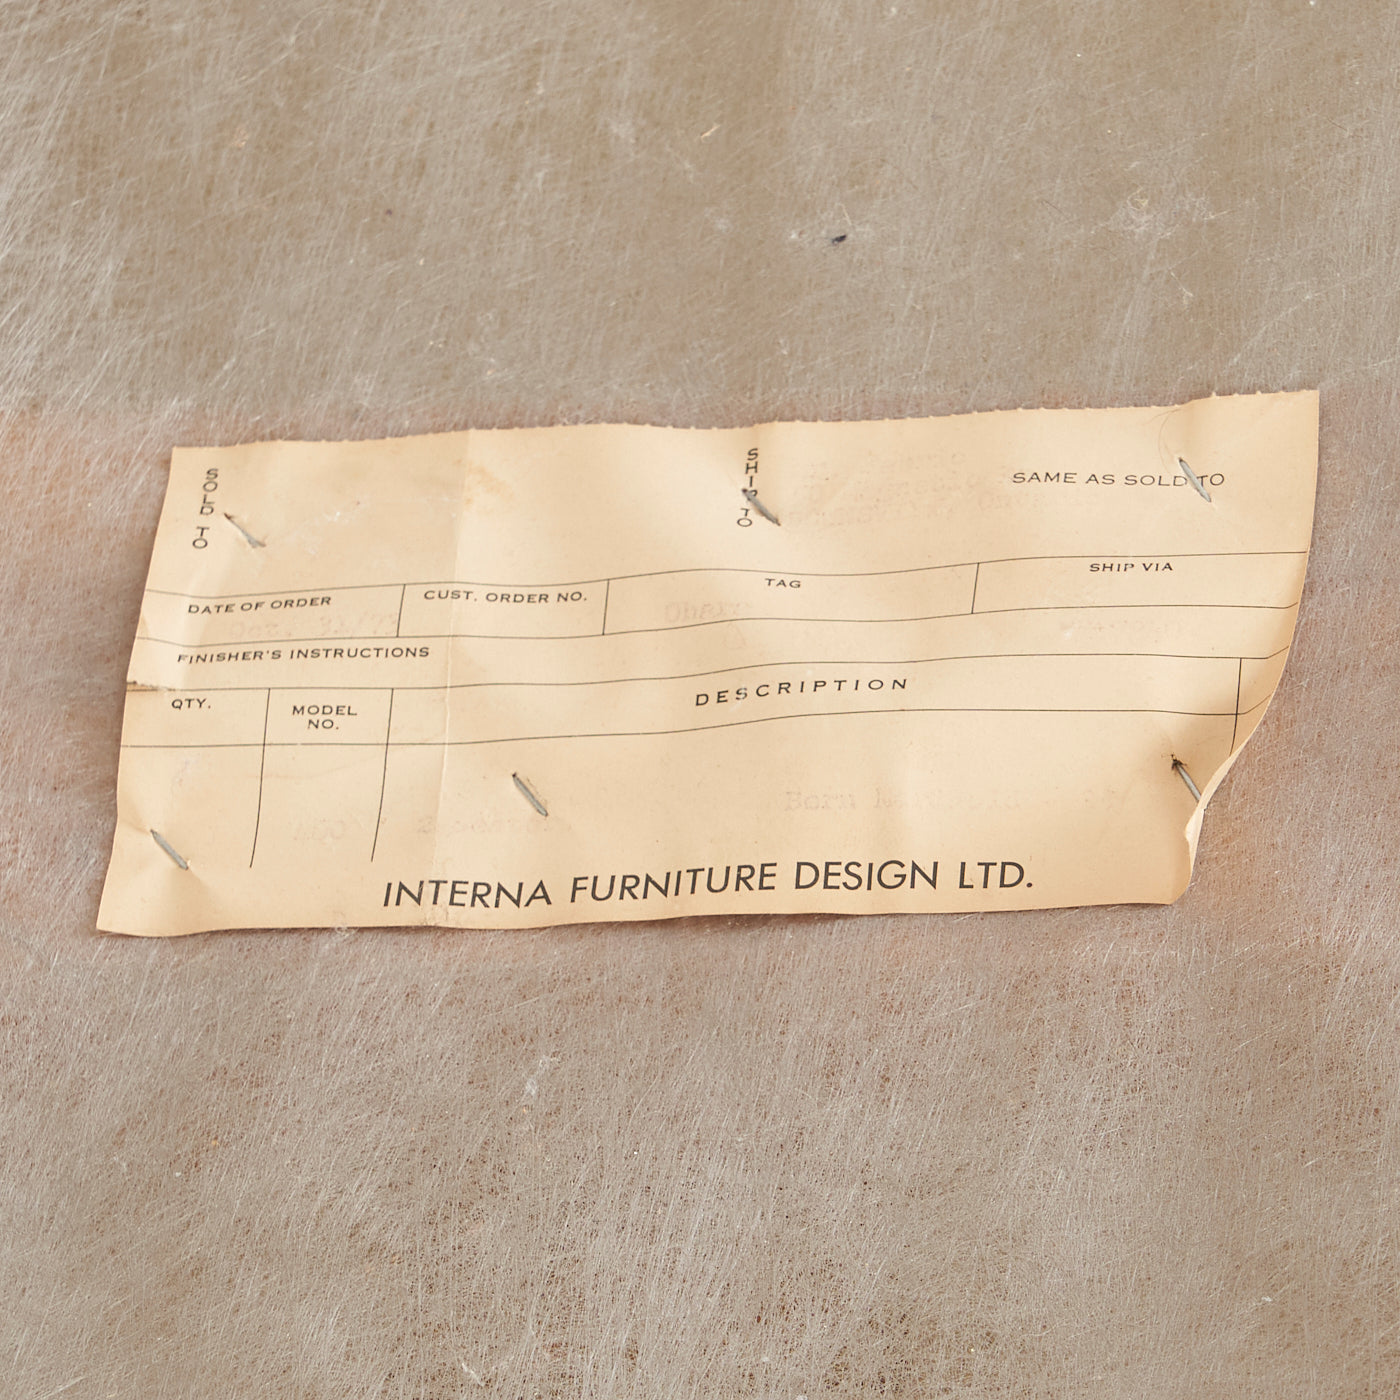 SOLD TO
SHIP TO
SAME AS SOLD TO
DATE OF ORDER
CUST. ORDER NO.
TAG
SHIP VIA
FINISHER'S INSTRUCTIONS
QTY.
MODEL NO.
DESCRIPTION
INTERNA FURNITURE DESIGN LTD.